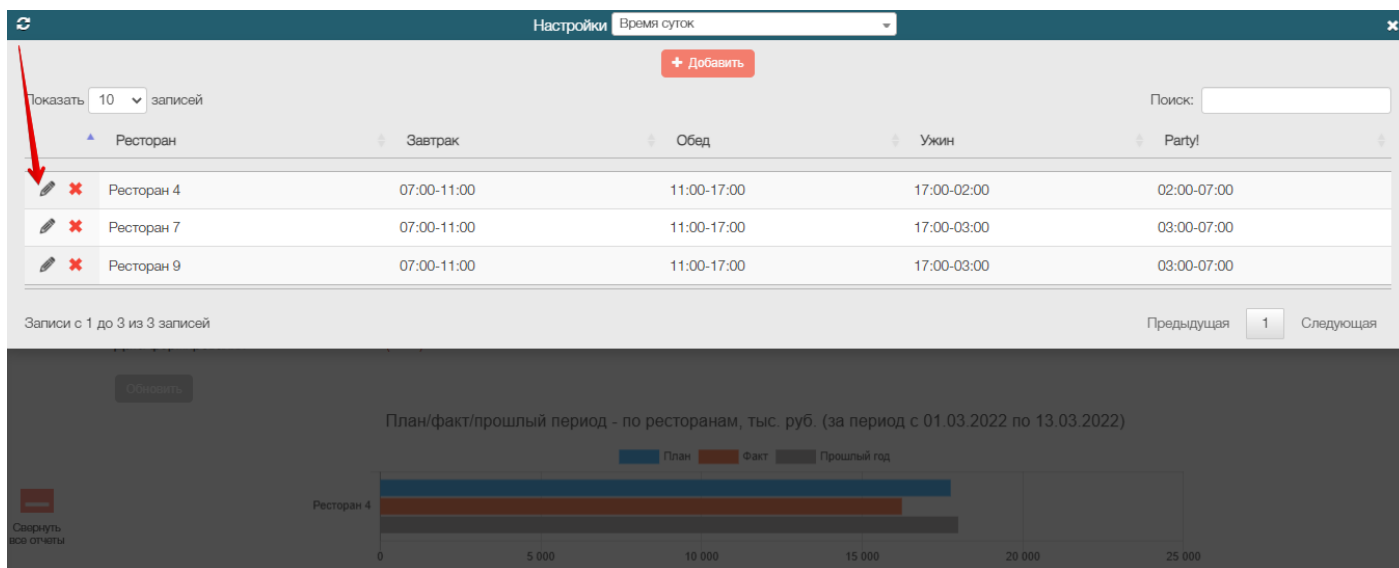 Настройки Время суток
+ Добавить
Показать 10 записей Поиск:
Ресторан Завтрак Обед Ужин Party!
Ресторан 4 07:00-11:00 11:00-17:00 17:00-02:00 02:00-07:00
Ресторан 7 07:00-11:00 11:00-17:00 17:00-03:00 03:00-07:00
Ресторан 9 07:00-11:00 11:00-17:00 17:00-03:00 03:00-07:00
Записи с 1 до 3 из 3 записей Предыдущая 1 Следующая
Обновить
План/факт/прошлый период - по ресторанам, тыс. руб. (за период с 01.03.2022 по 13.03.2022)
План Факт Прошлый год
Ресторан 4
Свернуть
все отчеты
0 5 000 10 000 15 000 20 000 25 000